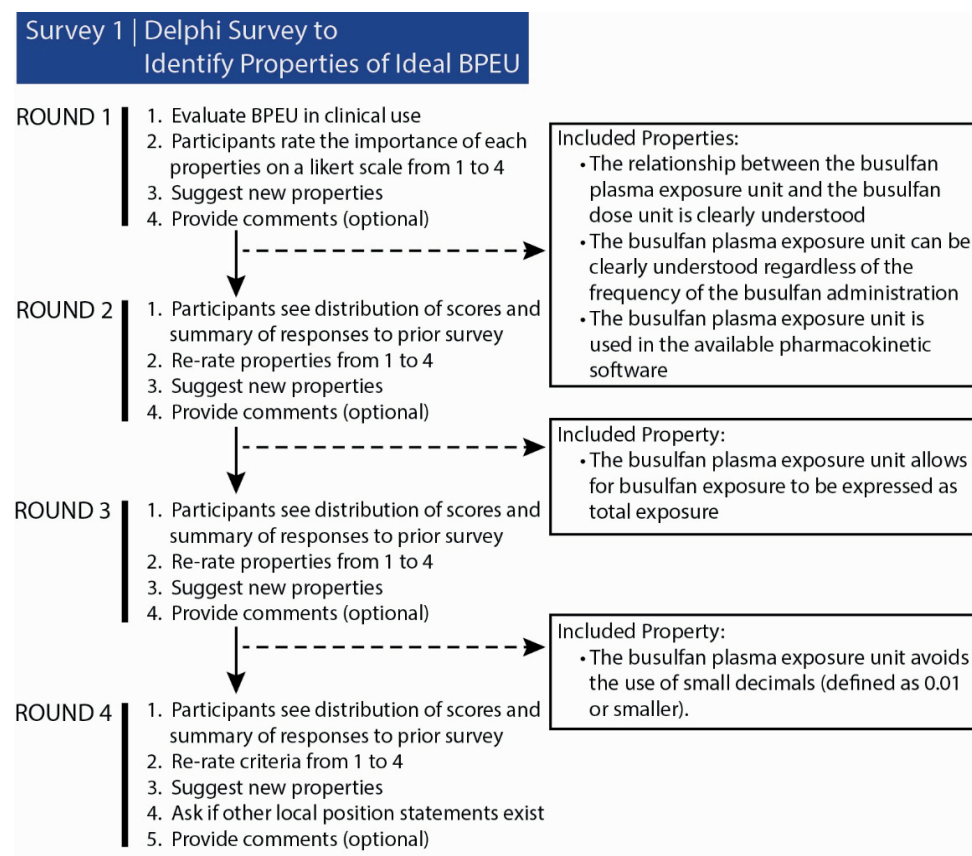 Survey 1 | Delphi Survey to
Identify Properties of Ideal BPEU
ROUND 1
1. Evaluate BPEU in clinical use
2. Participants rate the importance of each
properties on a likert scale from 1 to 4
3. Suggest new properties
4. Provide comments (optional)
Included Properties:
• The relationship between the busulfan
plasma exposure unit and the busulfan
dose unit is clearly understood
• The busulfan plasma exposure unit can be
clearly understood regardless of the
frequency of the busulfan administration
• The busulfan plasma exposure unit is
used in the available pharmacokinetic
software
ROUND 2
1. Participants see distribution of scores and
summary of responses to prior survey
2. Re-rate properties from 1 to 4
3. Suggest new properties
4. Provide comments (optional)
Included Property:
• The busulfan plasma exposure unit allows
for busulfan exposure to be expressed as
total exposure
ROUND 3
1. Participants see distribution of scores and
summary of responses to prior survey
2. Re-rate properties from 1 to 4
3. Suggest new properties
4. Provide comments (optional)
Included Property:
• The busulfan plasma exposure unit avoids
the use of small decimals (defined as 0.01
or smaller).
ROUND 4
1. Participants see distribution of scores and
summary of responses to prior survey
2. Re-rate criteria from 1 to 4
3. Suggest new properties
4. Ask if other local position statements exist
5. Provide comments (optional)